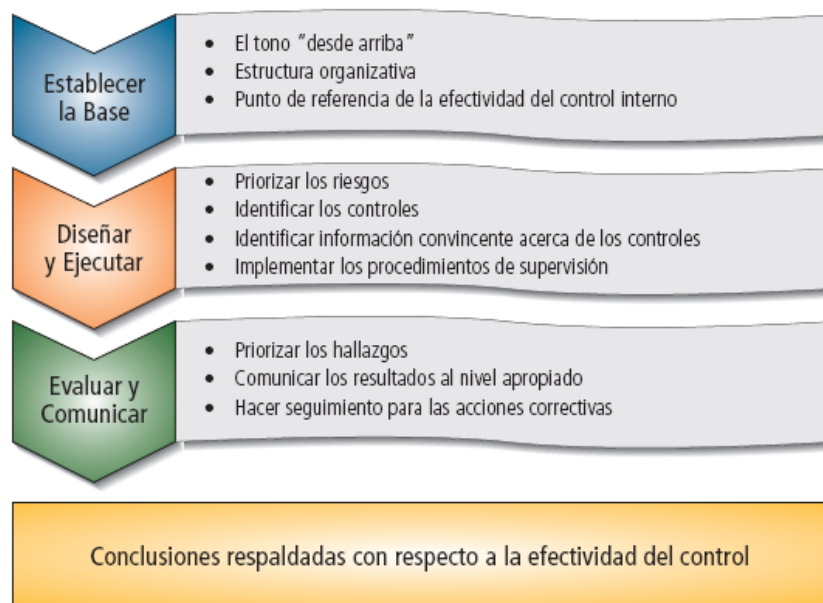 Establecer
la Base
• El tono "desde arriba"
• Estructura organizativa
• Punto de referencia de la efectividad del control interno
Diseñar
y Ejecutar
• Priorizar los riesgos
• Identificar los controles
• Identificar información convincente acerca de los controles
• Implementar los procedimientos de supervisión
Evaluar y
Comunicar
• Priorizar los hallazgos
• Comunicar los resultados al nivel apropiado
• Hacer seguimiento para las acciones correctivas
Conclusiones respaldadas con respecto a la efectividad del control